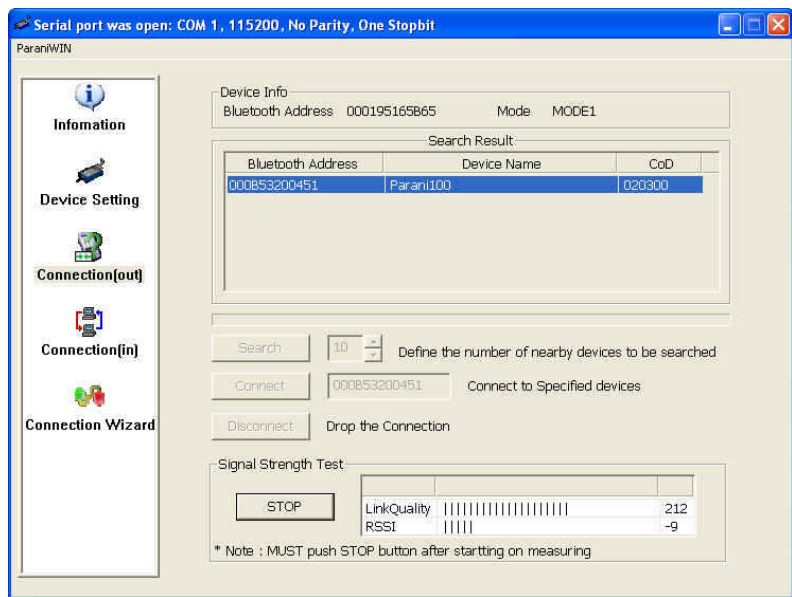 Serial port was open: COM 1, 115200, No Parity, One Stopbit
ParaniWIN
Infomation
Device Setting
Connection(out)
Connection(in)
Connection Wizard
Device Info
Bluetooth Address 000195165B65 Mode MODE1
Search Result
Bluetooth Address Device Name CoD
000B53200451 Parani100 020300
Search 10 Define the number of nearby devices to be searched
Connect 000B53200451 Connect to Specified devices
Disconnect Drop the Connection
Signal Strength Test
STOP
LinkQuality |||||||||||||||||||| 212
RSSI ||||| -9
* Note : MUST push STOP button after startting on measuring